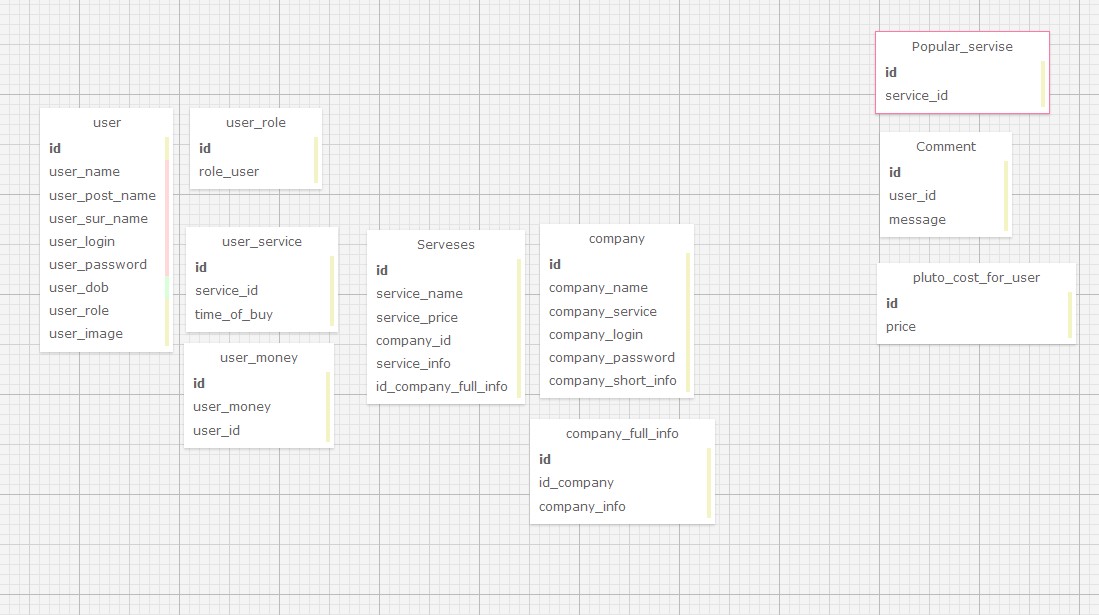 user
id
user_name
user_post_name
user_sur_name
user_login
user_password
user_dob
user_role
user_image
user_role
id
role_user
user_service
id
service_id
time_of_buy
user_money
id
user_money
user_id
Serveses
id
service_name
service_price
company_id
service_info
id_company_full_info
company
id
company_name
company_service
company_login
company_password
company_short_info
company_full_info
id
id_company
company_info
Popular_servise
id
service_id
Comment
id
user_id
message
pluto_cost_for_user
id
price